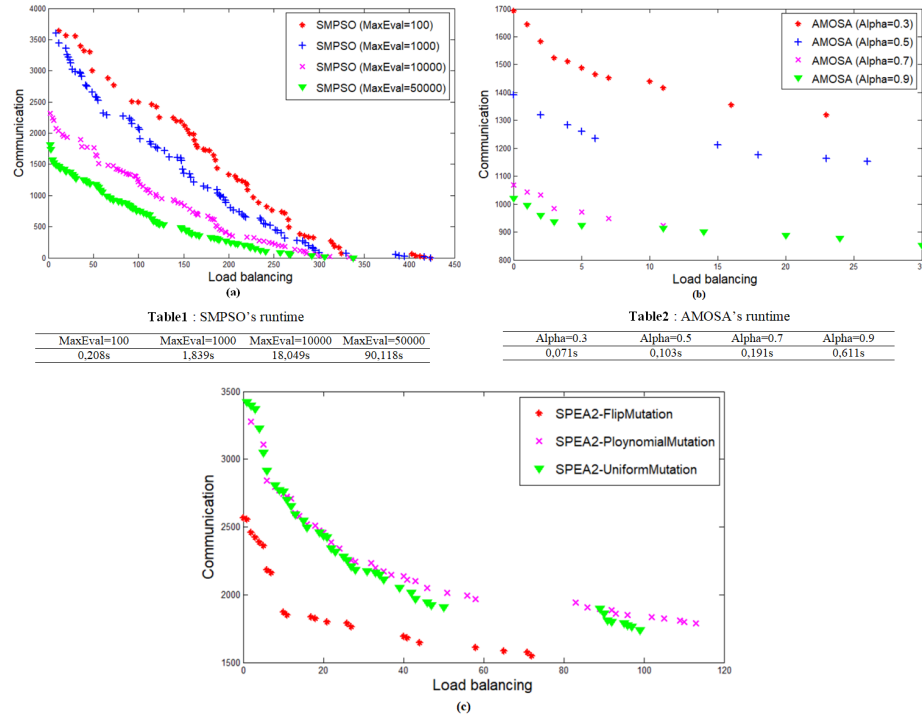 4000
3500
3000
2500
2000
1500
1000
500
0
Communication
SMPSO (MaxEval=100)
SMPSO (MaxEval=1000)
SMPSO (MaxEval=10000)
SMPSO (MaxEval=50000)
0 50 100 150 200 250 300 350 400 450
Load balancing
(a)
1700
1600
1500
1400
1300
1200
1100
1000
900
800
Communication
AMOSA (Alpha=0.3)
AMOSA (Alpha=0.5)
AMOSA (Alpha=0.7)
AMOSA (Alpha=0.9)
0 5 10 15 20 25 30
Load balancing
(b)
Table1 : SMPSO's runtime
MaxEval=100 MaxEval=1000 MaxEval=10000 MaxEval=50000
0,208s 1,839s 18,049s 90,118s
Table2 : AMOSA's runtime
Alpha=0.3 Alpha=0.5 Alpha=0.7 Alpha=0.9
0,071s 0,103s 0,191s 0,611s
3500
3000
2500
2000
1500
Communication
SPEA2-FlipMutation
SPEA2-PloynomialMutation
SPEA2-UniformMutation
0 20 40 60 80 100 120
Load balancing
(c)